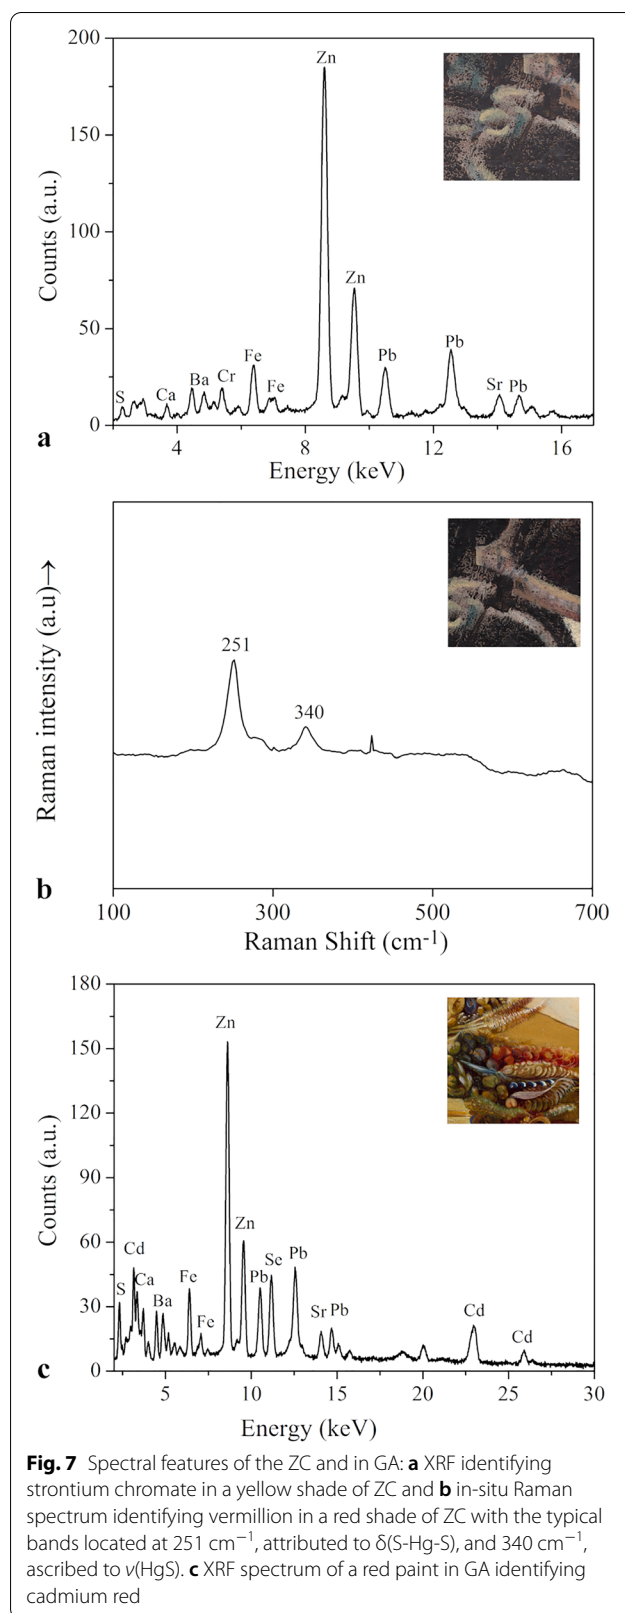 200
Zn
150
Counts (a.u.)
100
Zn
50
Fe
Pb
Pb
S
Ca
Ba
Cr
Fe
Sr
Pb
0
4
8
12
16
a
Energy (keV)
Raman intensity (a.u)→
251
340
b
100
300
500
700
Raman Shift (cm-1)
180
Zn
150
120
Counts (a.u.)
90
60
Cd
Zn
S
Ca
Ba
Fe
Fe
Pb
Se
Pb
30
Sr
Pb
Cd
Cd
0
c
5
10
15
20
25
30
Energy (keV)
Fig. 7 Spectral features of the ZC and in GA: a XRF identifying
strontium chromate in a yellow shade of ZC and b in-situ Raman
spectrum identifying vermillion in a red shade of ZC with the typical
bands located at 251 cm−1, attributed to δ(S-Hg-S), and 340 cm−1,
ascribed to ν(HgS). c XRF spectrum of a red paint in GA identifying
cadmium red